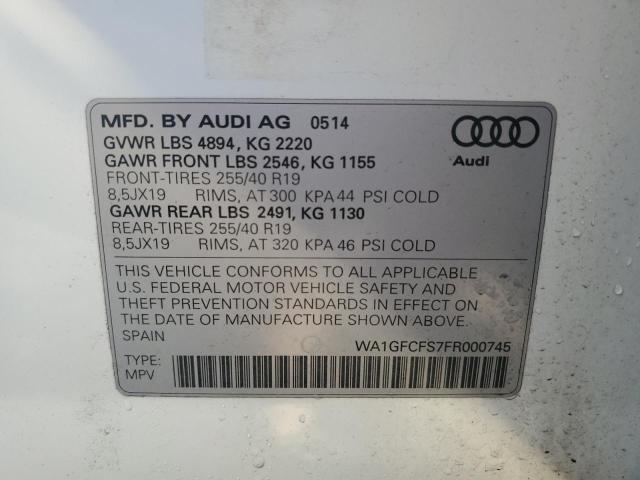 MFD. BY AUDI AG 0514
GVWR LBS 4894, KG 2220
GAWR FRONT LBS 2546, KG 1155
FRONT-TIRES 255/40 R19
8,5JX19 RIMS, AT 300 KPA 44 PSI COLD
GAWR REAR LBS 2491, KG 1130
REAR-TIRES 255/40 R19
8,5JX19 RIMS, AT 320 KPA 46 PSI COLD
Audi
THIS VEHICLE CONFORMS TO ALL APPLICABLE
U.S. FEDERAL MOTOR VEHICLE SAFETY AND
THEFT PREVENTION STANDARDS IN EFFECT ON
THE DATE OF MANUFACTURE SHOWN ABOVE.
SPAIN
WA1GFCFS7FR000745
TYPE:
MPV